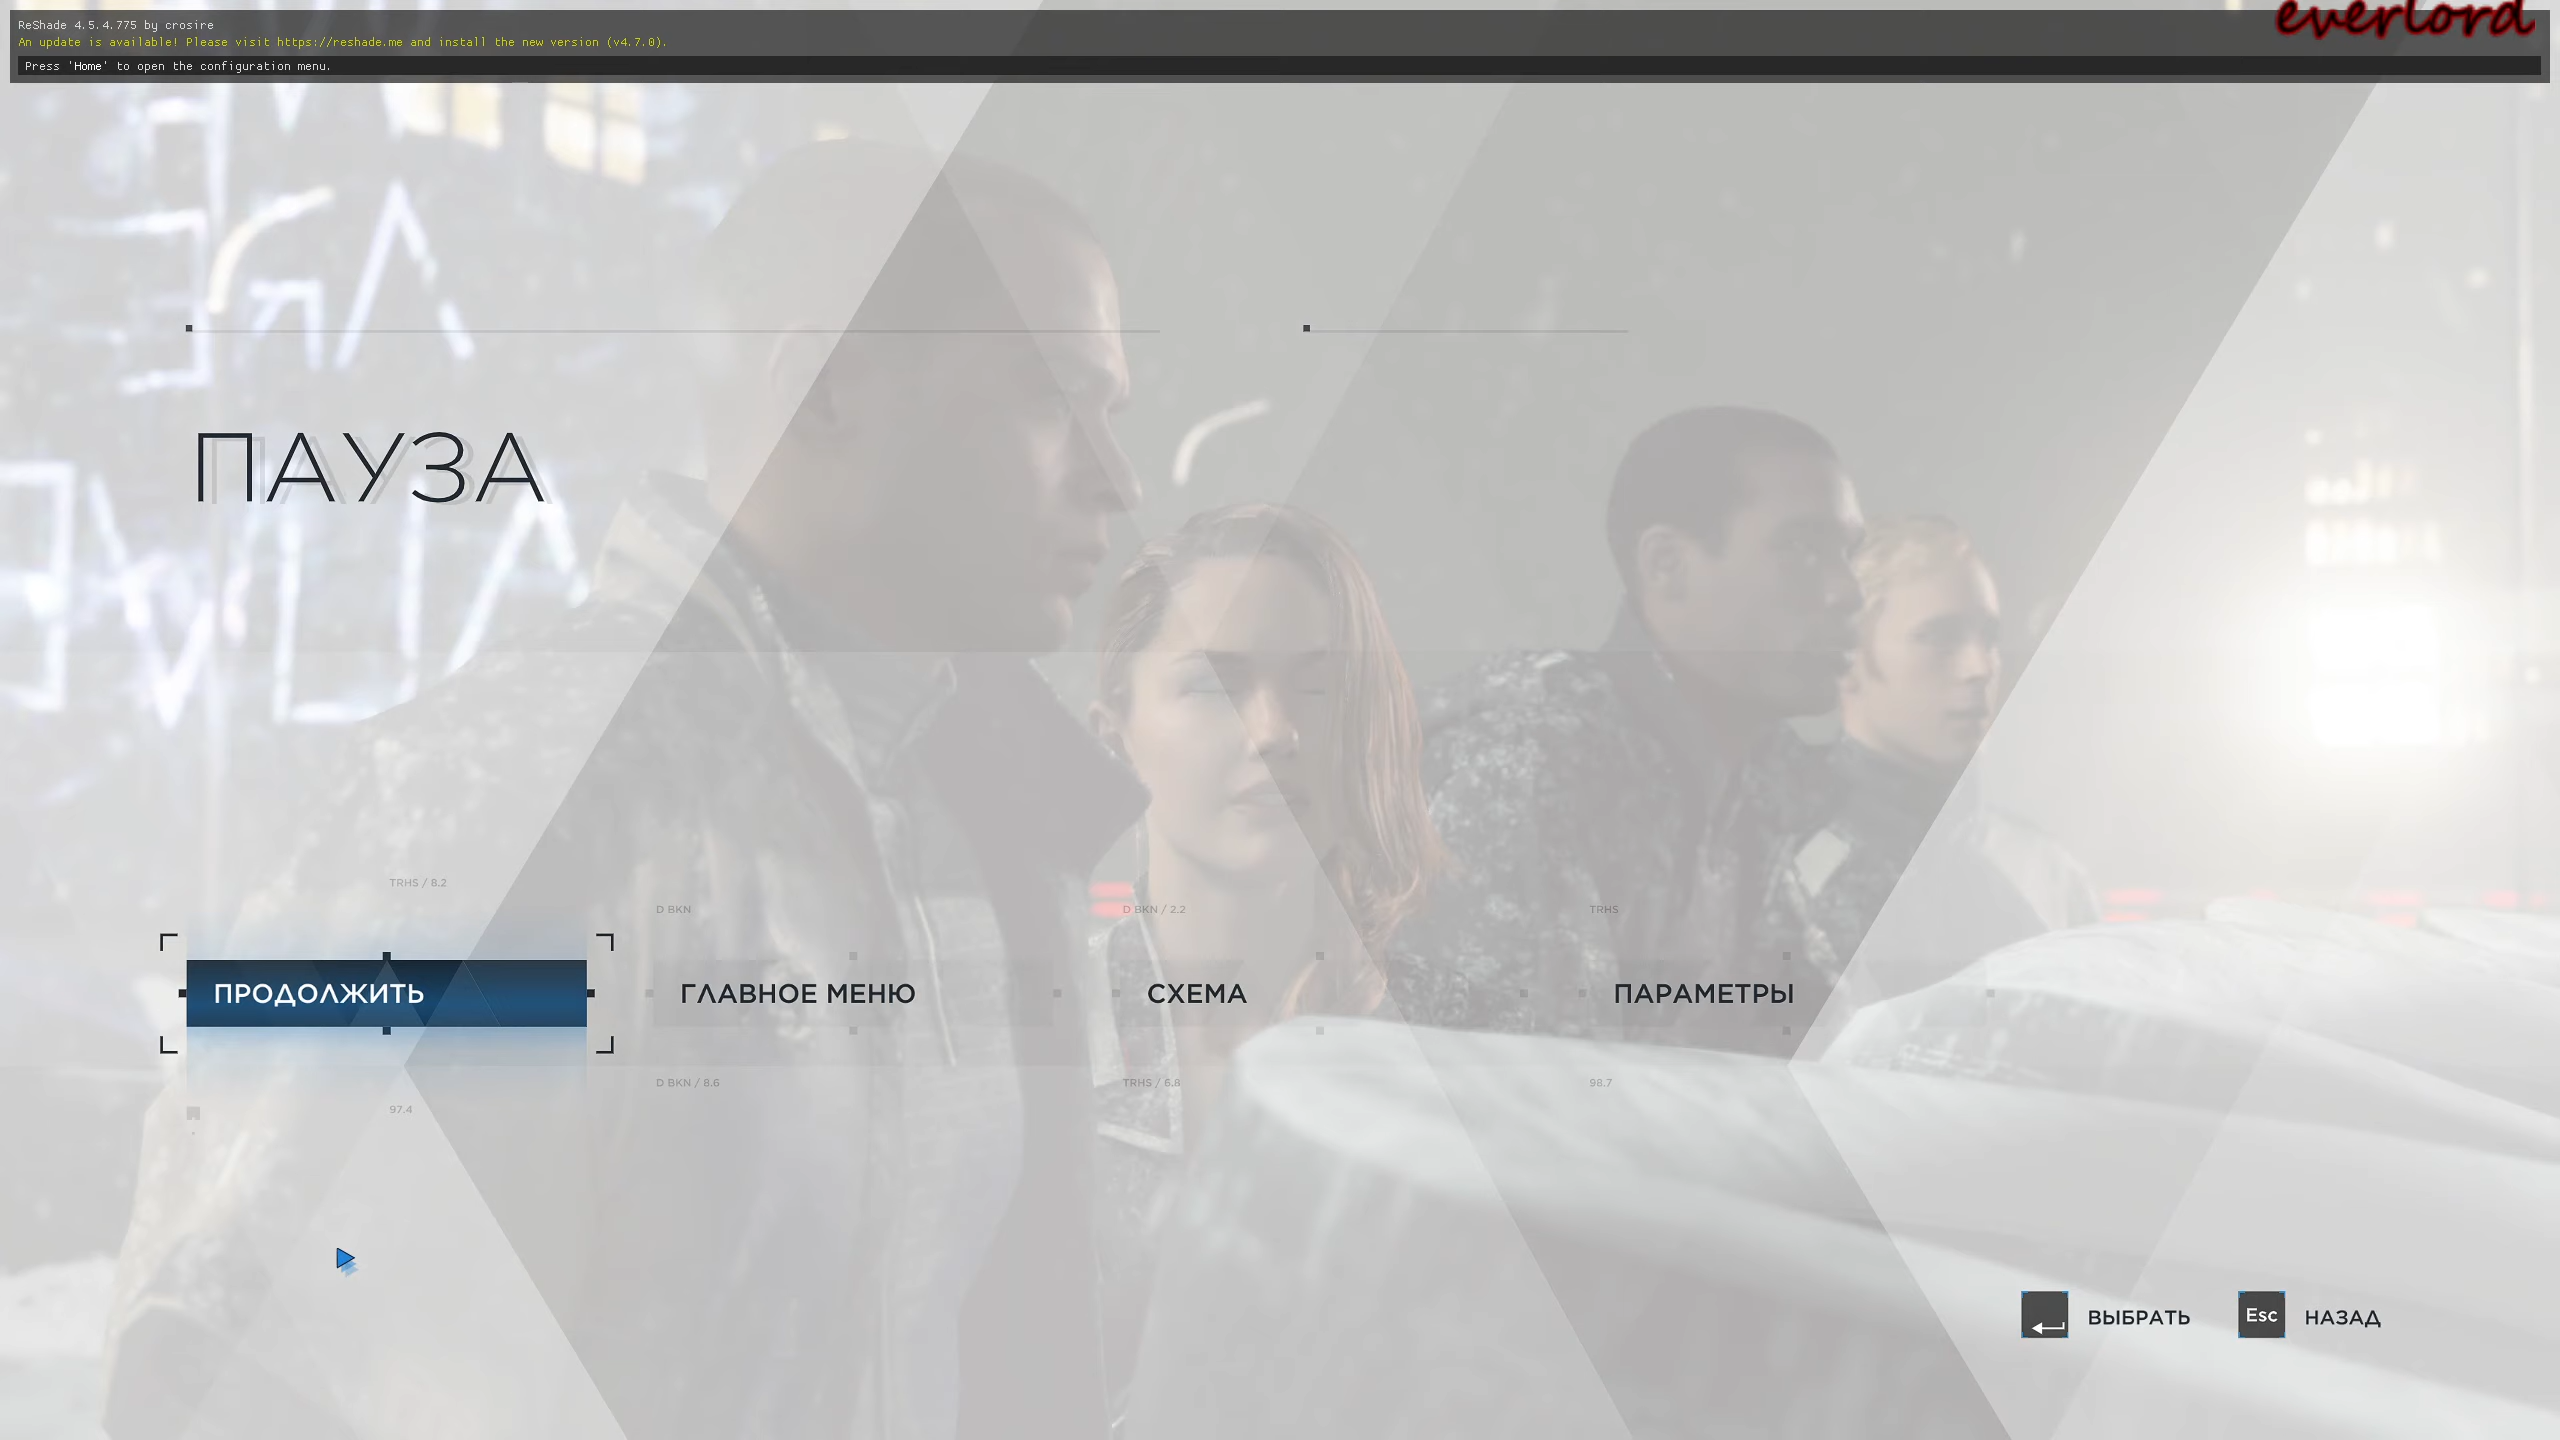 ReShade 4.5.4.775 by crosire
An update is available! Please visit https://reshade.me and install the new version (v4.7.0).
Press 'Home' to open the configuration menu.
everlord
ПАУЗА
TRHS / 8.2
D BKN
D BKN / 2.2
TRHS
ПРОДОЛЖИТЬ
ГЛАВНОЕ МЕНЮ
СХЕМА
ПАРАМЕТРЫ
D BKN / 8.6
TRHS / 6.8
98.7
97.4
ВЫБРАТЬ
Esc НАЗАД